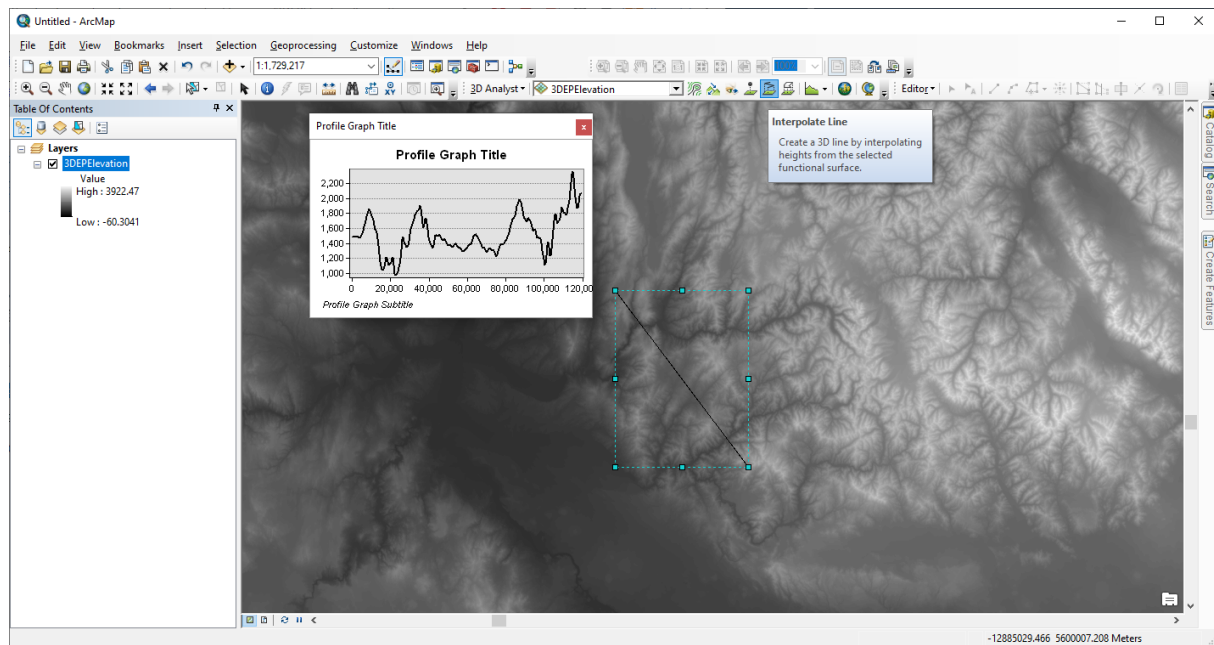 Untitled - ArcMap
File Edit View Bookmarks Insert Selection Geoprocessing Customize Windows Help
1:1,729,217
3D Analyst 3DEPElevation Editor
Table Of Contents
Layers
3DEPElevation
Value
High : 3922.47
Low : -60.3041
Profile Graph Title
Profile Graph Title
2,200
2,000
1,800
1,600
1,400
1,200
1,000
0 20,000 40,000 60,000 80,000 100,000 120,00
Profile Graph Subtitle
Interpolate Line
Create a 3D line by interpolating
heights from the selected
functional surface.
Catalog
Search
Create Features
-12885029.466 5600007.208 Meters